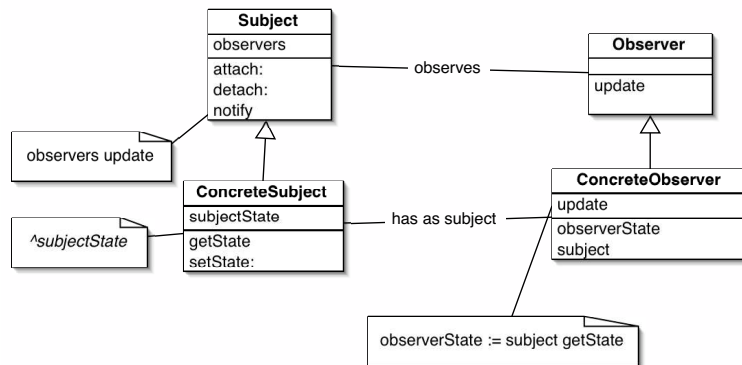 Subject
observers
attach:
detach:
notify
observes
Observer
update
observers update
ConcreteSubject
subjectState
getState
setState:
has as subject
ConcreteObserver
update
observerState
subject
^subjectState
observerState := subject getState